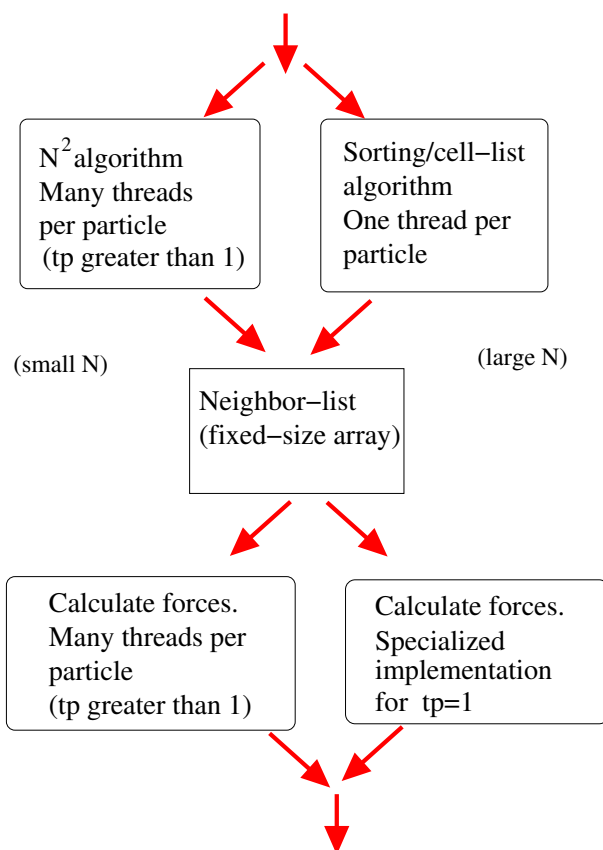 N² algorithm
Many threads
per particle
(tp greater than 1)
Sorting/cell−list
algorithm
One thread per
particle
(small N)
(large N)
Neighbor−list
(fixed−size array)
Calculate forces.
Many threads per
particle
(tp greater than 1)
Calculate forces.
Specialized
implementation
for tp=1